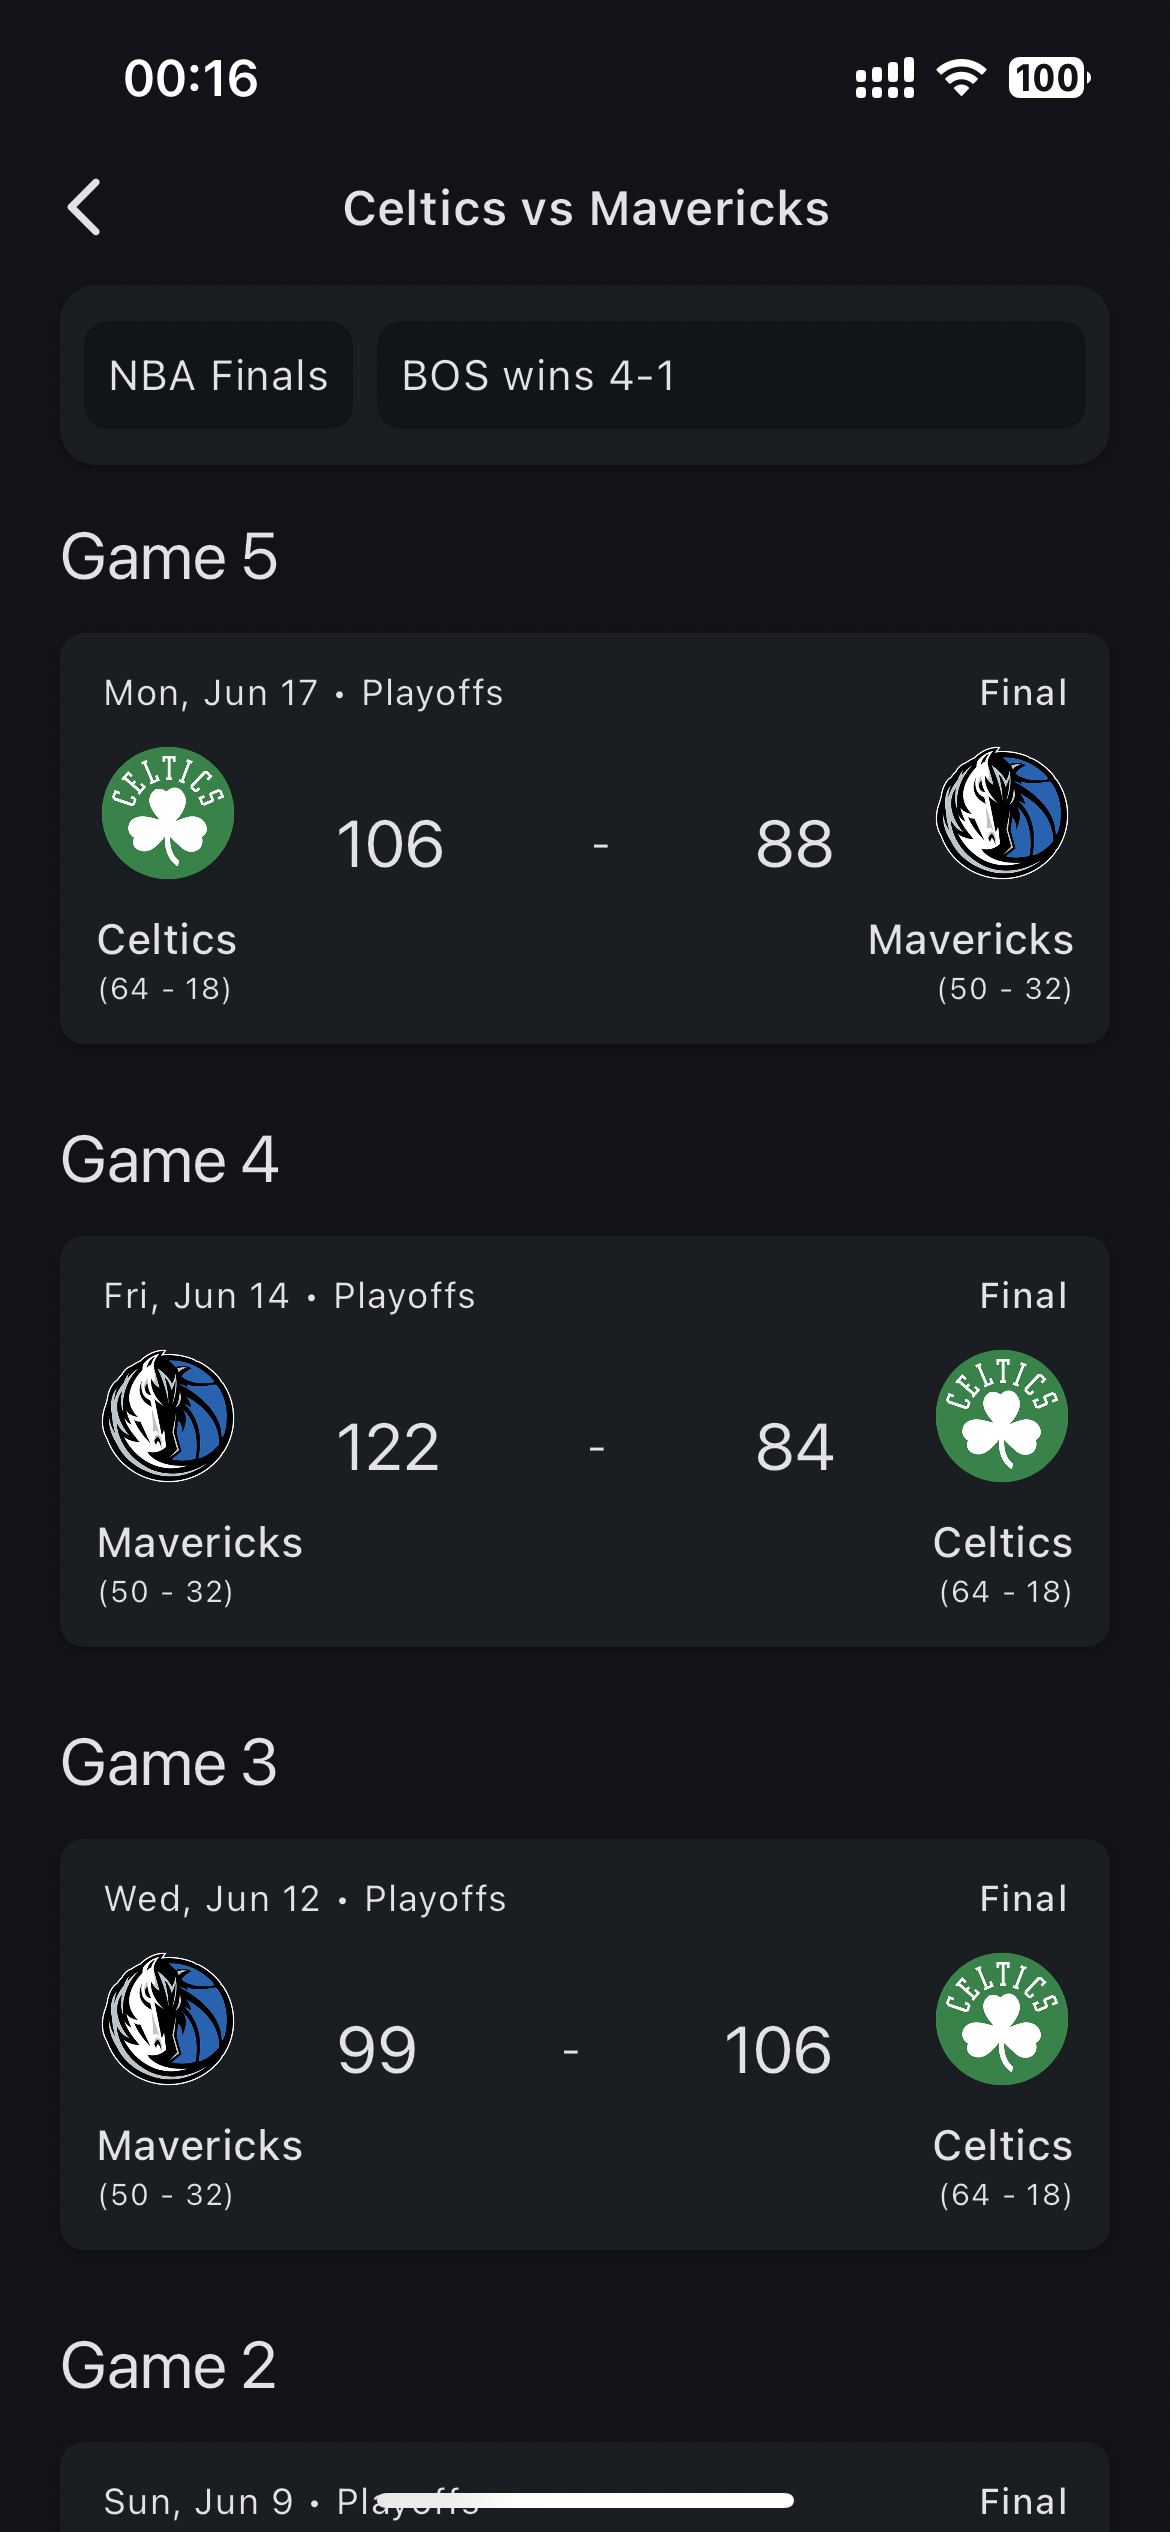 00:16
100
Celtics vs Mavericks
NBA Finals BOS wins 4-1
Game 5
Mon, Jun 17 • Playoffs Final
CELTICS
106 - 88
Celtics Mavericks
(64 - 18) (50 - 32)
Game 4
Fri, Jun 14 • Playoffs Final
CELTICS
122 - 84
Mavericks Celtics
(50 - 32) (64 - 18)
Game 3
Wed, Jun 12 • Playoffs Final
CELTICS
99 - 106
Mavericks Celtics
(50 - 32) (64 - 18)
Game 2
Sun, Jun 9 • Playoffs Final